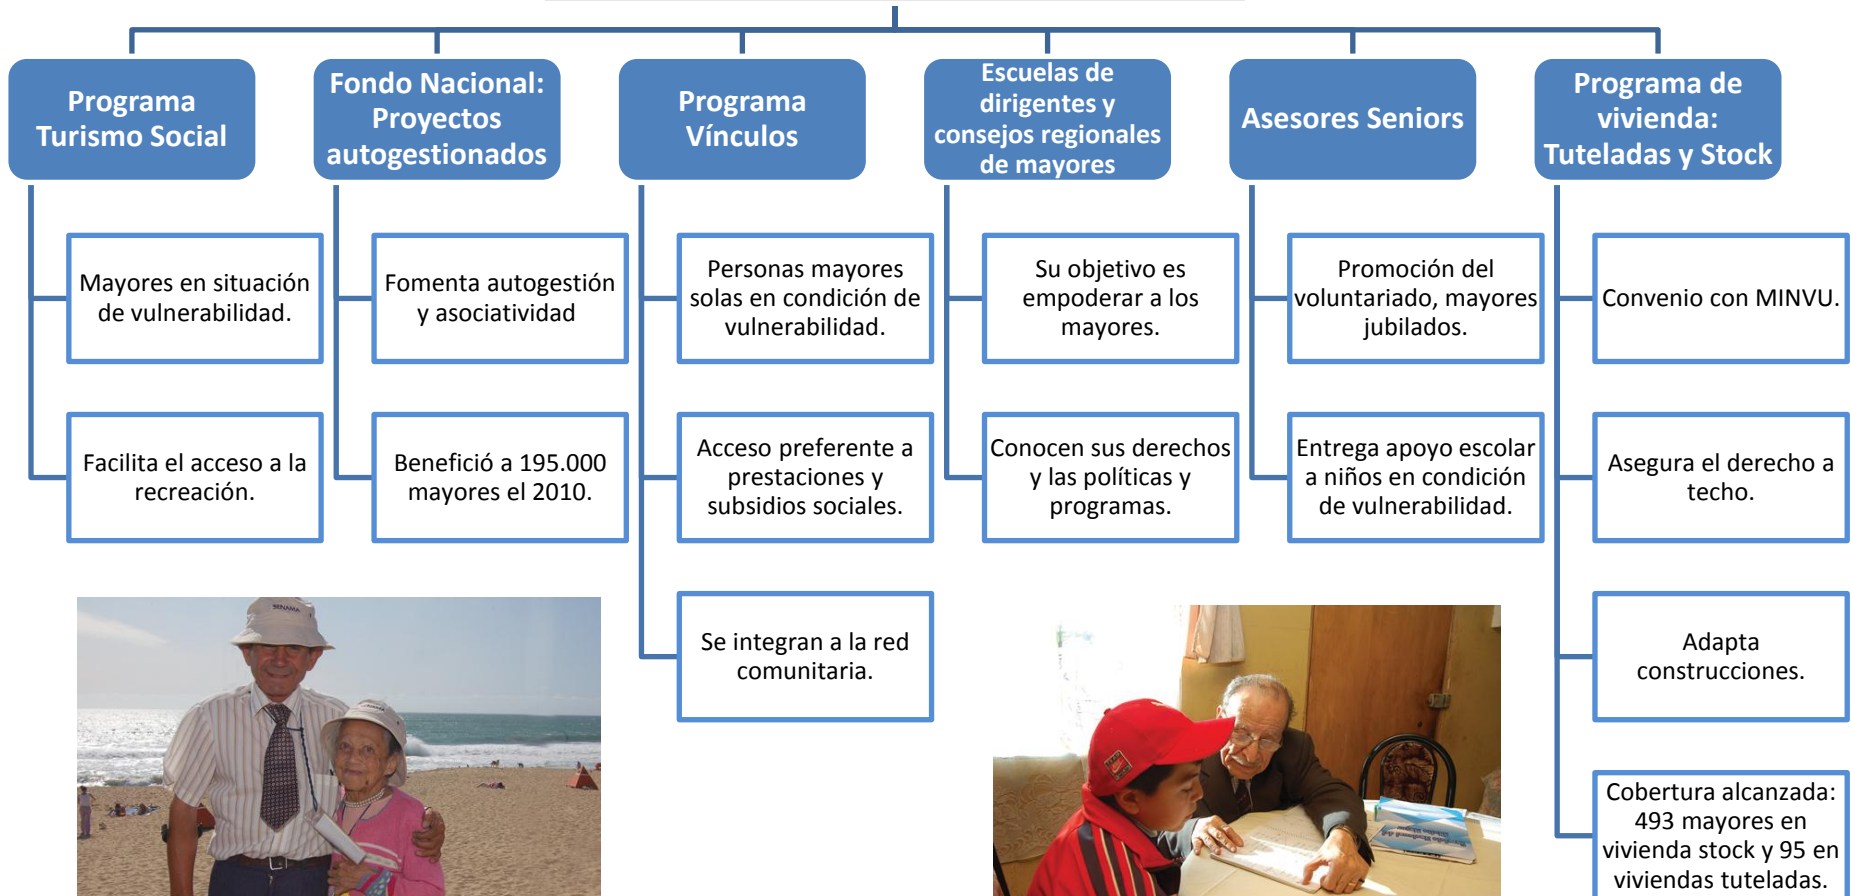 Programa
Turismo Social
Mayores en situación
de vulnerabilidad.
Facilita el acceso a la
recreación.
Fondo Nacional:
Proyectos
autogestionados
Fomenta autogestión
y asociatividad
Benefició a 195.000
mayores el 2010.
Programa
Vínculos
Personas mayores
solas en condición de
vulnerabilidad.
Acceso preferente a
prestaciones y
subsidios sociales.
Se integran a la red
comunitaria.
Escuelas de
dirigentes y
consejos regionales
de mayores
Su objetivo es
empoderar a los
mayores.
Conocen sus derechos
y las políticas y
programas.
Asesores Seniors
Promoción del
voluntariado, mayores
jubilados.
Entrega apoyo escolar
a niños en condición
de vulnerabilidad.
Programa de
vivienda:
Tuteladas y Stock
Convenio con MINVU.
Asegura el derecho a
techo.
Adapta
construcciones.
Cobertura alcanzada:
493 mayores en
vivienda stock y 95 en
viviendas tuteladas.
SENAMA